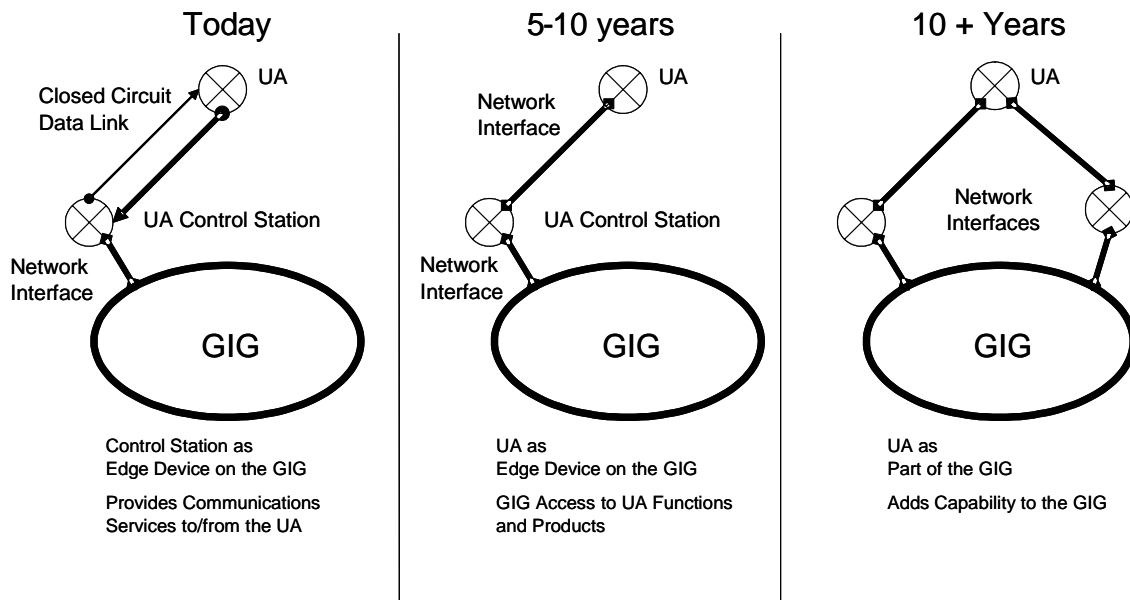 Today
UA
Closed Circuit
Data Link
UA Control Station
Network
Interface
GIG
Control Station as
Edge Device on the GIG
Provides Communications
Services to/from the UA
5-10 years
UA
Network
Interface
UA Control Station
Network
Interface
GIG
UA as
Edge Device on the GIG
GIG Access to UA Functions
and Products
10 + Years
UA
Network
Interfaces
GIG
UA as
Part of the GIG
Adds Capability to the GIG